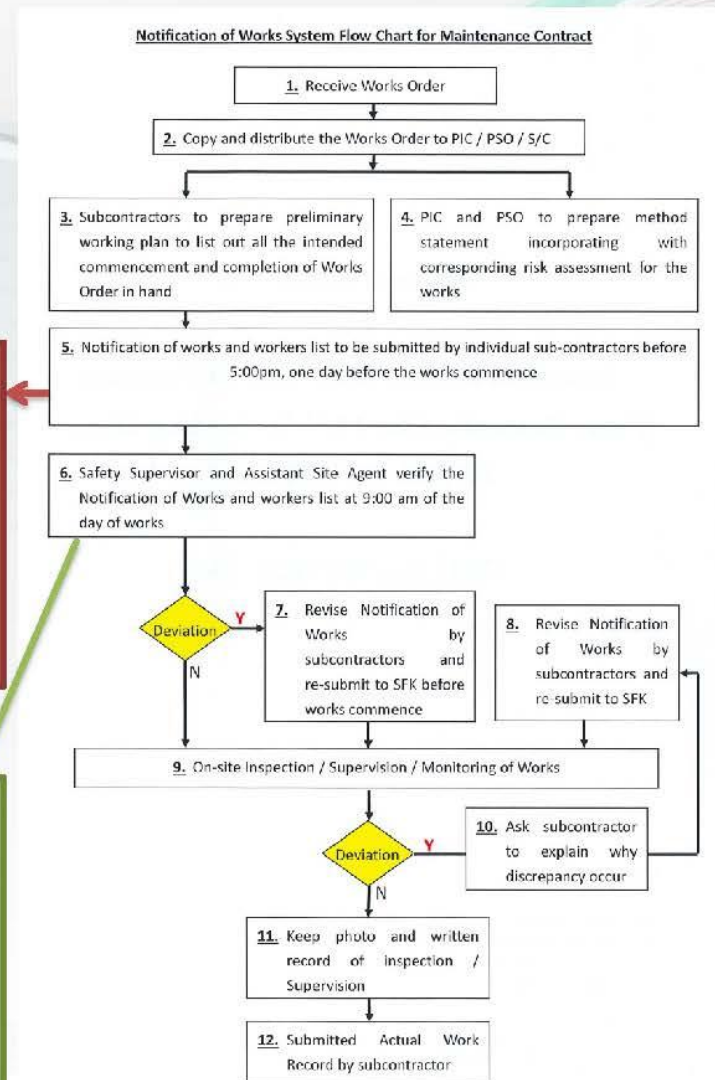 Notification of Works System Flow Chart for Maintenance Contract
1. Receive Works Order
2. Copy and distribute the Works Order to PIC / PSO / S/C
3. Subcontractors to prepare preliminary
working plan to list out all the intended
commencement and completion of Works
Order in hand
4. PIC and PSO to prepare method
statement incorporating with
corresponding risk assessment for the
works
5. Notification of works and workers list to be submitted by individual sub-contractors before
5:00pm, one day before the works commence
6. Safety Supervisor and Assistant Site Agent verify the
Notification of Works and workers list at 9:00 am of the
day of works
Deviation
Y
N
7. Revise Notification of
Works by
subcontractors and
re-submit to SFK before
works commence
8. Revise Notification
of Works by
subcontractors and
re-submit to SFK
9. On-site Inspection / Supervision / Monitoring of Works
Deviation
Y
N
10. Ask subcontractor
to explain why
discrepancy occur
11. Keep photo and written
record of inspection /
Supervision
12. Submitted Actual Work
Record by subcontractor